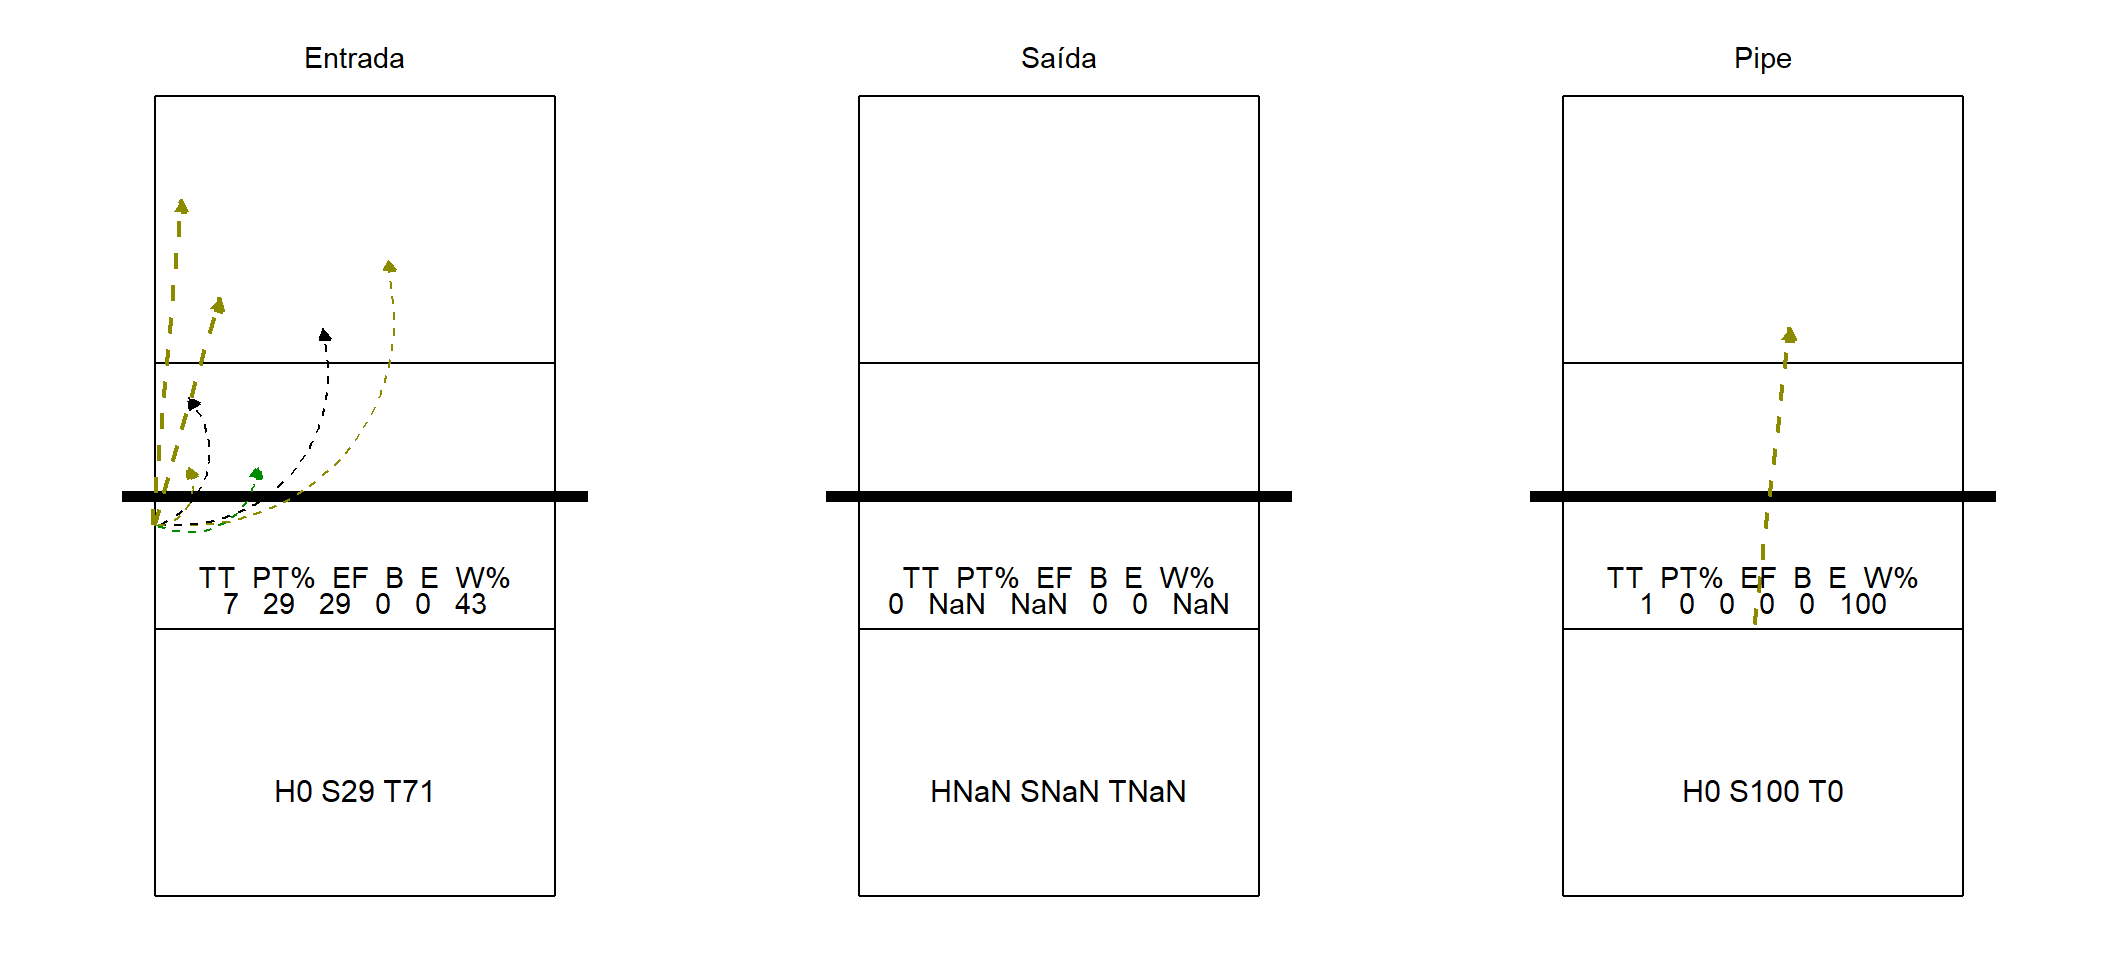 Entrada
TT PT% EF B E W%
7 29 29 0 0 43
H0 S29 T71
Saída
TT PT% EF B E W%
0 NaN NaN 0 0 NaN
HNaN SNaN TNaN
Pipe
TT PT% EF B E W%
1 0 0 0 0 100
H0 S100 T0